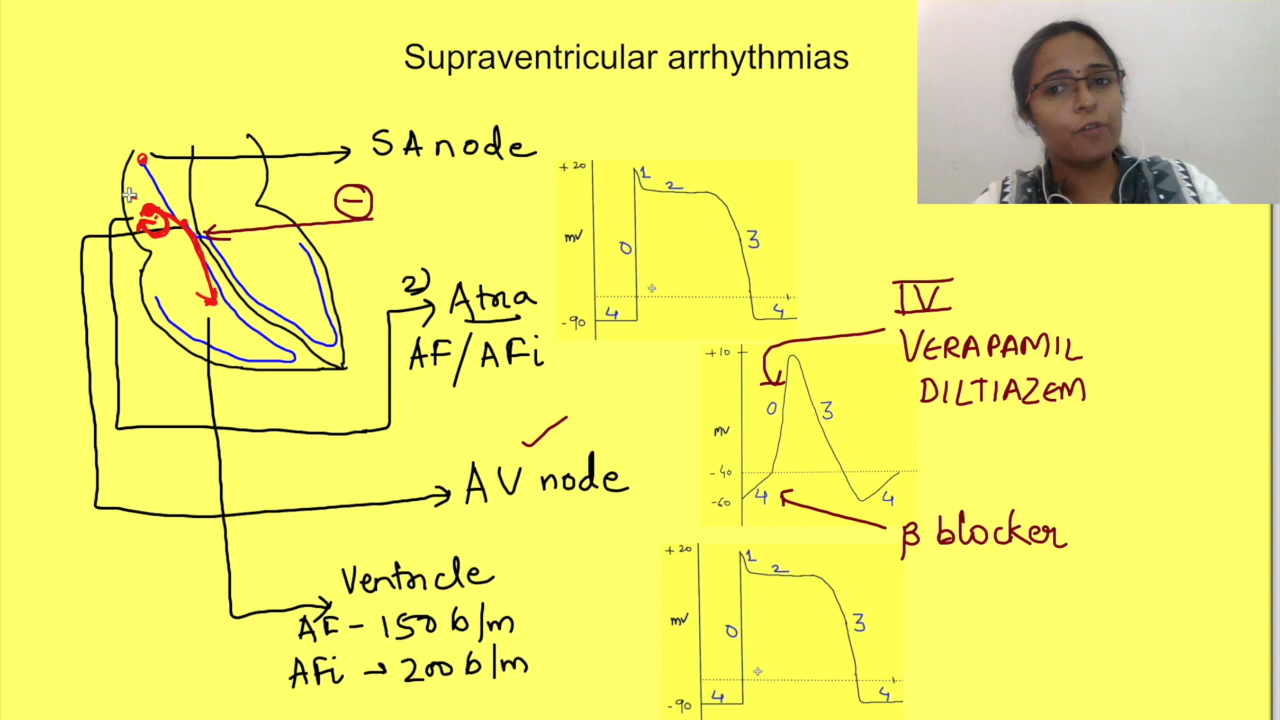 Supraventricular arrhythmias
SA node
−
2) Atria
AF/AFi
AV node
Ventricle
AF - 150 b/m
AFi → 200 b/m
+20
mv
-90
0
1
2
3
4
4
+10
mv
-40
-60
0
3
4
4
IV
VERAPAMIL
DILTIAZEM
β blocker
+20
mv
-90
0
1
2
3
4
4